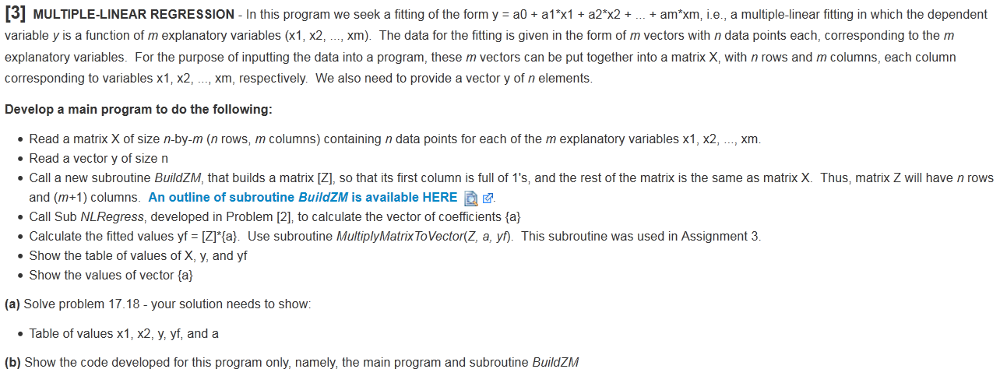 [3] MULTIPLE-LINEAR REGRESSION - In this program we seek a fitting of the form y = a0 + a1*x1 + a2*x2 + ... + am*xm, i.e., a multiple-linear fitting in which the dependent
variable y is a function of m explanatory variables (x1, x2, ..., xm). The data for the fitting is given in the form of m vectors with n data points each, corresponding to the m
explanatory variables. For the purpose of inputting the data into a program, these m vectors can be put together into a matrix X, with n rows and m columns, each column
corresponding to variables x1, x2, ..., xm, respectively. We also need to provide a vector y of n elements.
Develop a main program to do the following:
• Read a matrix X of size n-by-m (n rows, m columns) containing n data points for each of the m explanatory variables x1, x2, ..., xm.
• Read a vector y of size n
• Call a new subroutine BuildZM, that builds a matrix [Z], so that its first column is full of 1's, and the rest of the matrix is the same as matrix X. Thus, matrix Z will have n rows
and (m+1) columns. An outline of subroutine BuildZM is available HERE .
• Call Sub NLRegress, developed in Problem [2], to calculate the vector of coefficients {a}
• Calculate the fitted values yf = [Z]*{a}. Use subroutine MultiplyMatrixToVector(Z, a, yf). This subroutine was used in Assignment 3.
• Show the table of values of X, y, and yf
• Show the values of vector {a}
(a) Solve problem 17.18 - your solution needs to show:
• Table of values x1, x2, y, yf, and a
(b) Show the code developed for this program only, namely, the main program and subroutine BuildZM